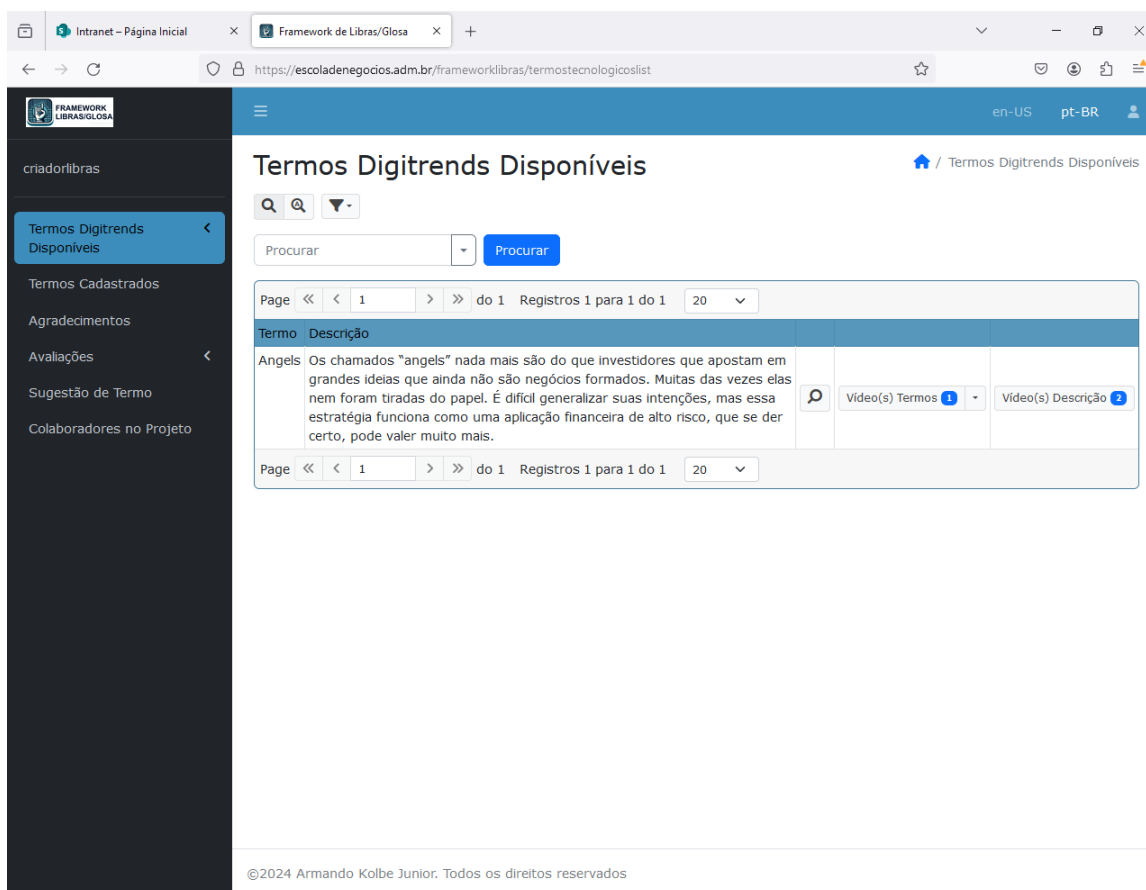 Intranet – Página Inicial
Framework de Libras/Glosa
https://escoladenegocios.adm.br/frameworklibras/termostecnologicoslist
FRAMEWORK
LIBRAS/GLOSA
en-US pt-BR
criadorlibras
Termos Digitrends
Disponíveis
Termos Cadastrados
Agradecimentos
Avaliações
Sugestão de Termo
Colaboradores no Projeto
Termos Digitrends Disponíveis
/ Termos Digitrends Disponíveis
Procurar
Procurar
Page 1 do 1 Registros 1 para 1 do 1 20
Termo Descrição
Angels Os chamados “angels” nada mais são do que investidores que apostam em
grandes ideias que ainda não são negócios formados. Muitas das vezes elas
nem foram tiradas do papel. É difícil generalizar suas intenções, mas essa
estratégia funciona como uma aplicação financeira de alto risco, que se der
certo, pode valer muito mais.
Vídeo(s) Termos 1
Vídeo(s) Descrição 2
Page 1 do 1 Registros 1 para 1 do 1 20
©2024 Armando Kolbe Junior. Todos os direitos reservados